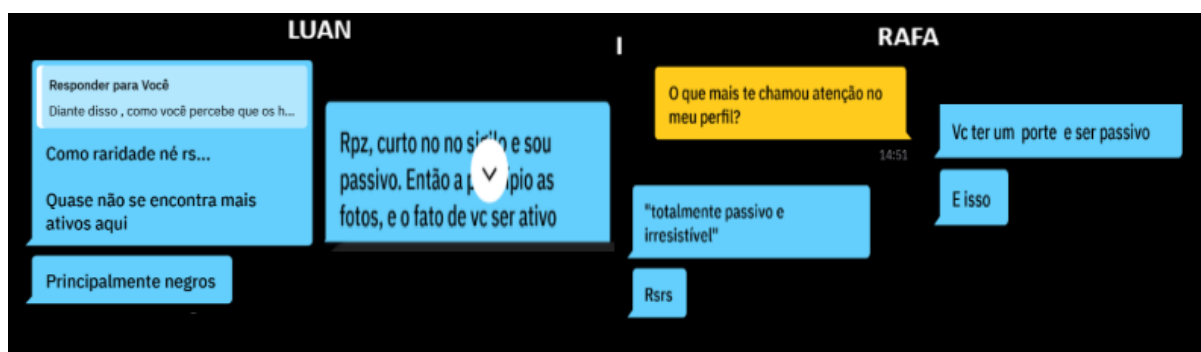 LUAN
Responder para Você
Diante disso , como você percebe que os h...
Como raridade né rs...
Quase não se encontra mais
ativos aqui
Principalmente negros
Rpz, curto no no e sou
passivo. Então a as
fotos, e o fato de vc ser ativo
RAFA
O que mais te chamou atenção no
meu perfil?
14:51
"totalmente passivo e
irresistível"
Rsrs
Vc ter um porte e ser passivo
E isso